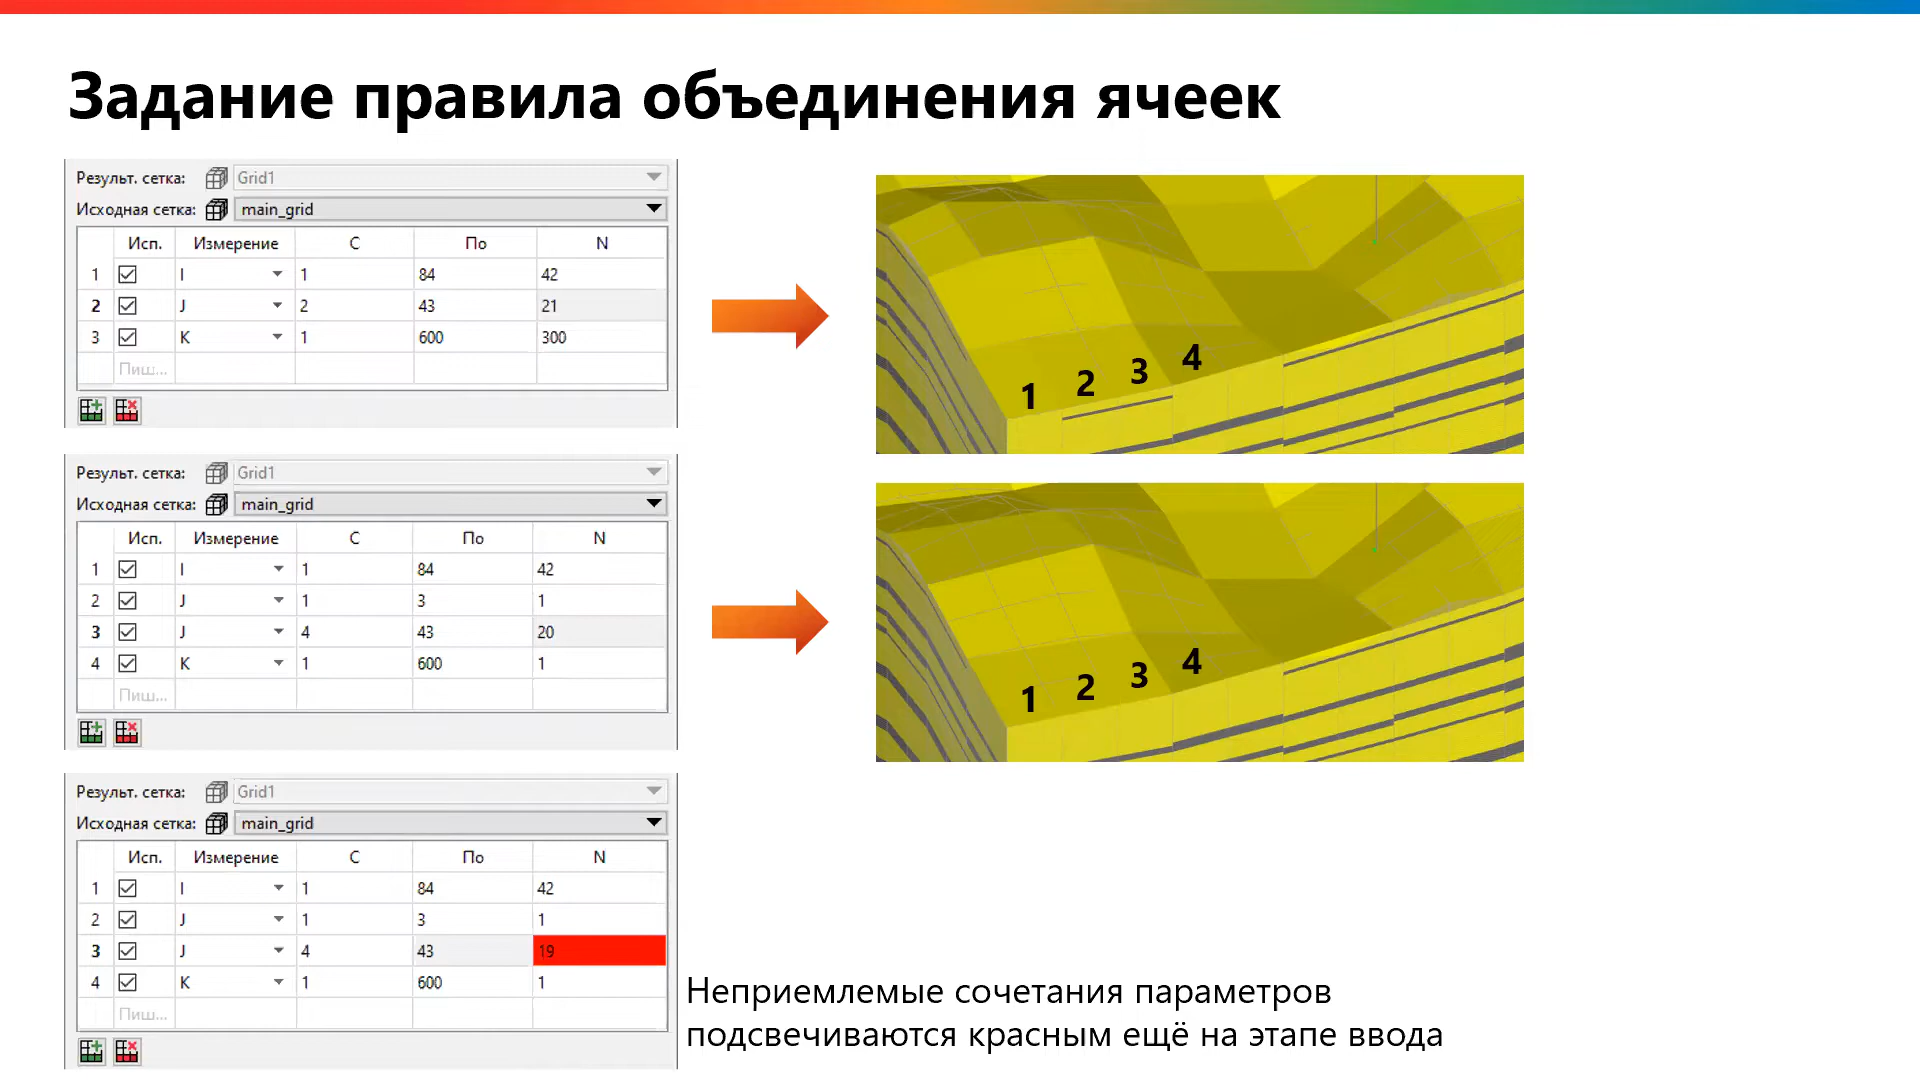 Задание правила объединения ячеек
Результ. сетка: Grid1
Исходная сетка: main_grid
Исп. Измерение С По N
1 I 1 84 42
2 J 2 43 21
3 K 1 600 300
Пиш...
1 2 3 4
Результ. сетка: Grid1
Исходная сетка: main_grid
Исп. Измерение С По N
1 I 1 84 42
2 J 1 3 1
3 J 4 43 20
4 K 1 600 1
Пиш...
1 2 3 4
Результ. сетка: Grid1
Исходная сетка: main_grid
Исп. Измерение С По N
1 I 1 84 42
2 J 1 3 1
3 J 4 43 19
4 K 1 600 1
Пиш...
Неприемлемые сочетания параметров
подсвечиваются красным ещё на этапе ввода